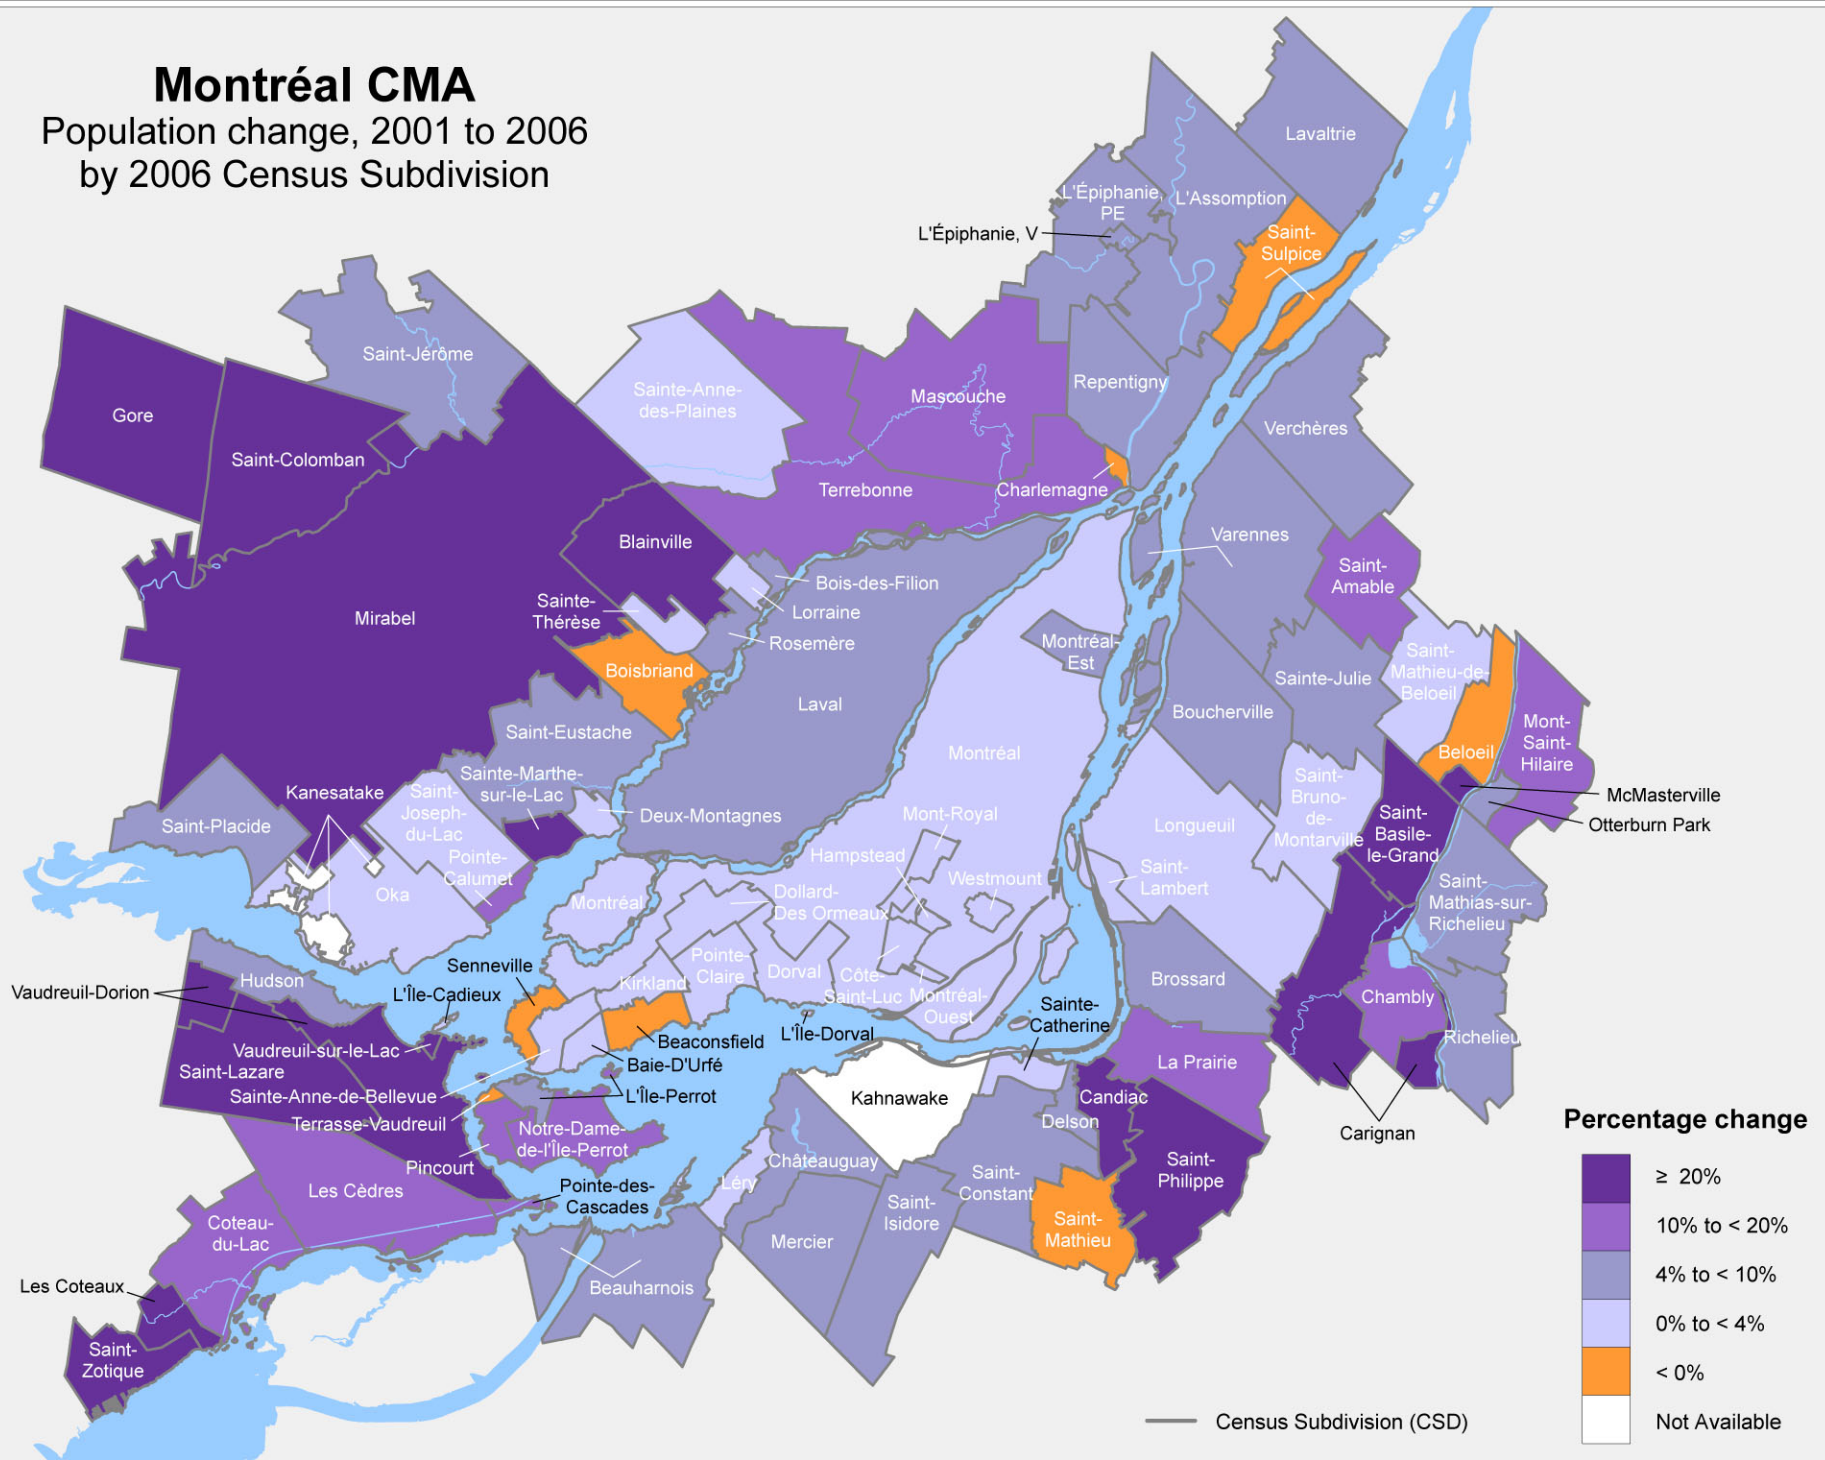 Montréal CMA
Population change, 2001 to 2006
by 2006 Census Subdivision
Lavaltrie
L'Épiphanie,
PE
L'Assomption
L'Épiphanie, V
Saint-
Sulpice
Saint-Jérôme
Gore
Sainte-Anne-
des-Plaines
Mascouche
Repentigny
Verchères
Saint-Colomban
Terrebonne
Charlemagne
Blainville
Varennes
Saint-
Amable
Bois-des-Filion
Sainte-
Thérèse
Lorraine
Mirabel
Rosemère
Montréal-
Est
Boisbriand
Saint-
Mathieu-de-
Beloeil
Sainte-Julie
Laval
Boucherville
Saint-Eustache
Mont-
Saint-
Hilaire
Montréal
Beloeil
Sainte-Marthe-
sur-le-Lac
Kanesatake
Saint-
Joseph-
du-Lac
Saint-
Bruno-
de-
Montarville
McMasterville
Otterburn Park
Saint-Placide
Deux-Montagnes
Mont-Royal
Longueuil
Saint-
Basile-
le-Grand
Hampstead
Pointe-
Calumet
Westmount
Saint-
Lambert
Oka
Montréal
Dollard-
Des Ormeaux
Saint-
Mathias-sur-
Richelieu
Senneville
Pointe-
Claire
Kirkland
Dorval
Côte-
Saint-Luc
Montréal-
Ouest
Brossard
Hudson
Vaudreuil-Dorion
L'Île-Cadieux
Chambly
Sainte-
Catherine
L'Île-Dorval
Beaconsfield
Richelieu
Vaudreuil-sur-le-Lac
Baie-D'Urfé
La Prairie
Saint-Lazare
Sainte-Anne-de-Bellevue
L'Île-Perrot
Kahnawake
Candiac
Terrasse-Vaudreuil
Delson
Notre-Dame-
de-l'Île-Perrot
Carignan
Pincourt
Châteauguay
Saint-
Philippe
Les Cèdres
Léry
Saint-
Constant
Pointe-des-
Cascades
Saint-
Isidore
Coteau-
du-Lac
Saint-
Mathieu
Mercier
Les Coteaux
Beauharnois
Saint-
Zotique
Percentage change
≥ 20%
10% to < 20%
4% to < 10%
0% to < 4%
< 0%
Not Available
Census Subdivision (CSD)